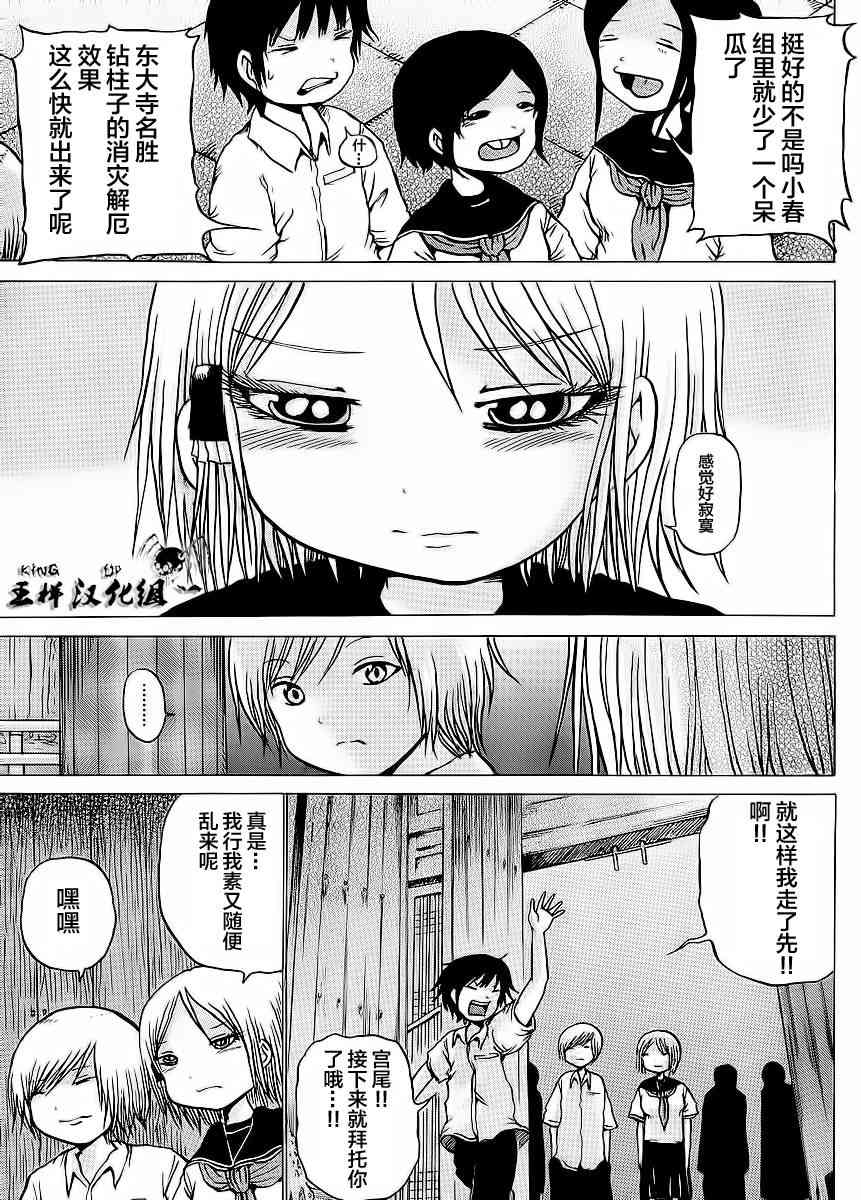 挺好的不是吗小春
组里就少了一个呆
瓜了
什…
东大寺名胜
钻柱子的消灾解厄
效果
这么快就出来了呢
感觉好寂寞
KiNG
王样汉化组
………
就这样我走了先!!
啊!!
宫尾!!
接下来就拜托你
了哦…!!
真是…
我行我素又随便
乱来呢
嘿嘿